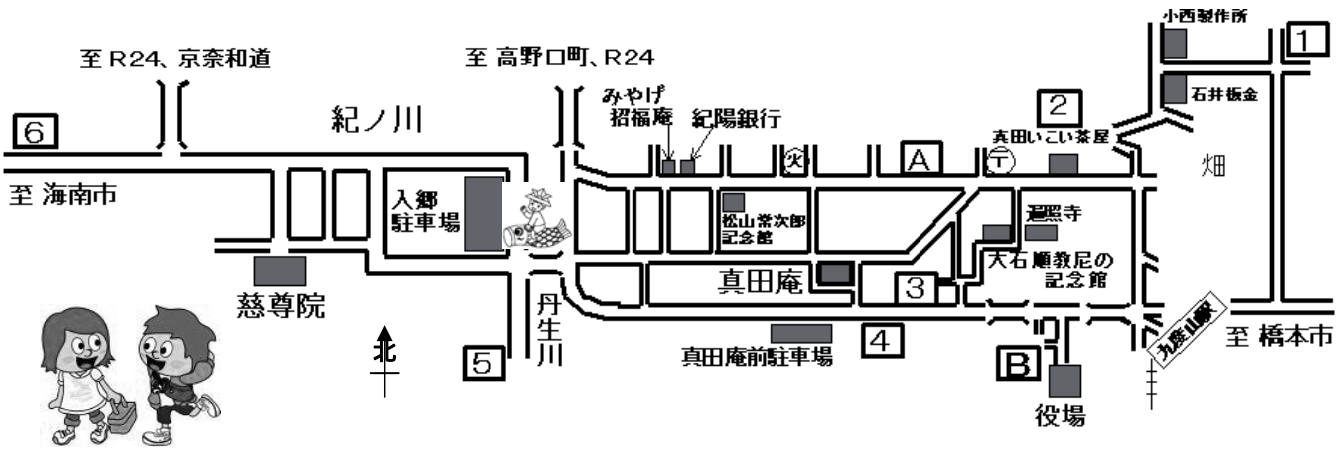 小西製作所
1
至 R24、京奈和道
至 高野口町、R24
みやげ
招福庵
紀陽銀行
石井板金
2
真田いこい茶屋
6
紀ノ川
火
A
〒
畑
至 海南市
入郷
駐車場
松山常次郎
記念館
遍照寺
大石順教尼の
記念館
真田庵
3
慈尊院
丹生川
北
5
真田庵前駐車場
4
B
九度山駅
至 橋本市
役場